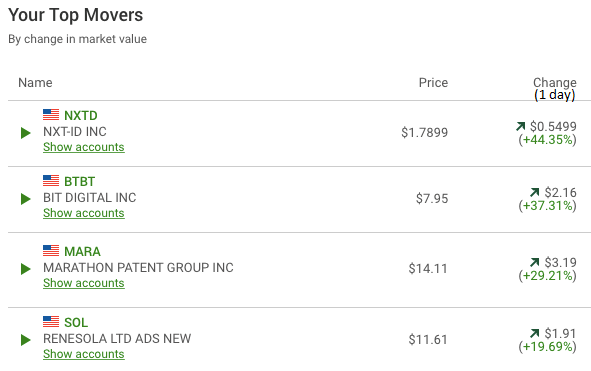 Your Top Movers
By change in market value
Name Price Change
(1 day)
NXTD
NXT-ID INC $1.7899 $0.5499
Show accounts (+44.35%)
BTBT
BIT DIGITAL INC $7.95 $2.16
Show accounts (+37.31%)
MARA
MARATHON PATENT GROUP INC $14.11 $3.19
Show accounts (+29.21%)
SOL
RENESOLA LTD ADS NEW $11.61 $1.91
Show accounts (+19.69%)